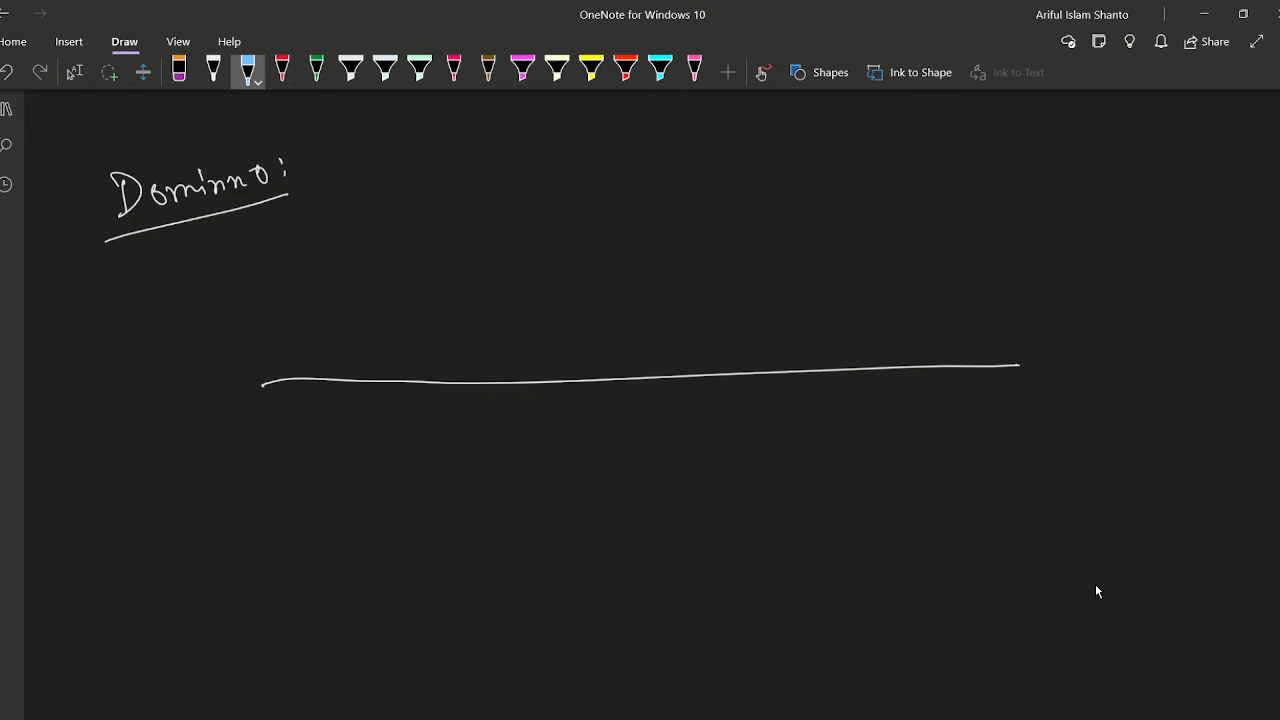 OneNote for Windows 10
Ariful Islam Shanto
Home Insert Draw View Help
Share
Shapes Ink to Shape Ink to Text
Dominno: